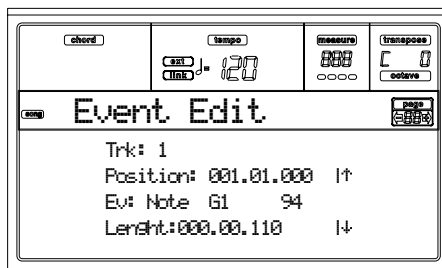 chord tempo measure transpose
ext link ♩= 120 888 C 0
octave
song Event Edit page
88
Trk: 1
Position: 001.01.000 |↑
Ev: Note G1 94
Lenght:000.00.110 |↓